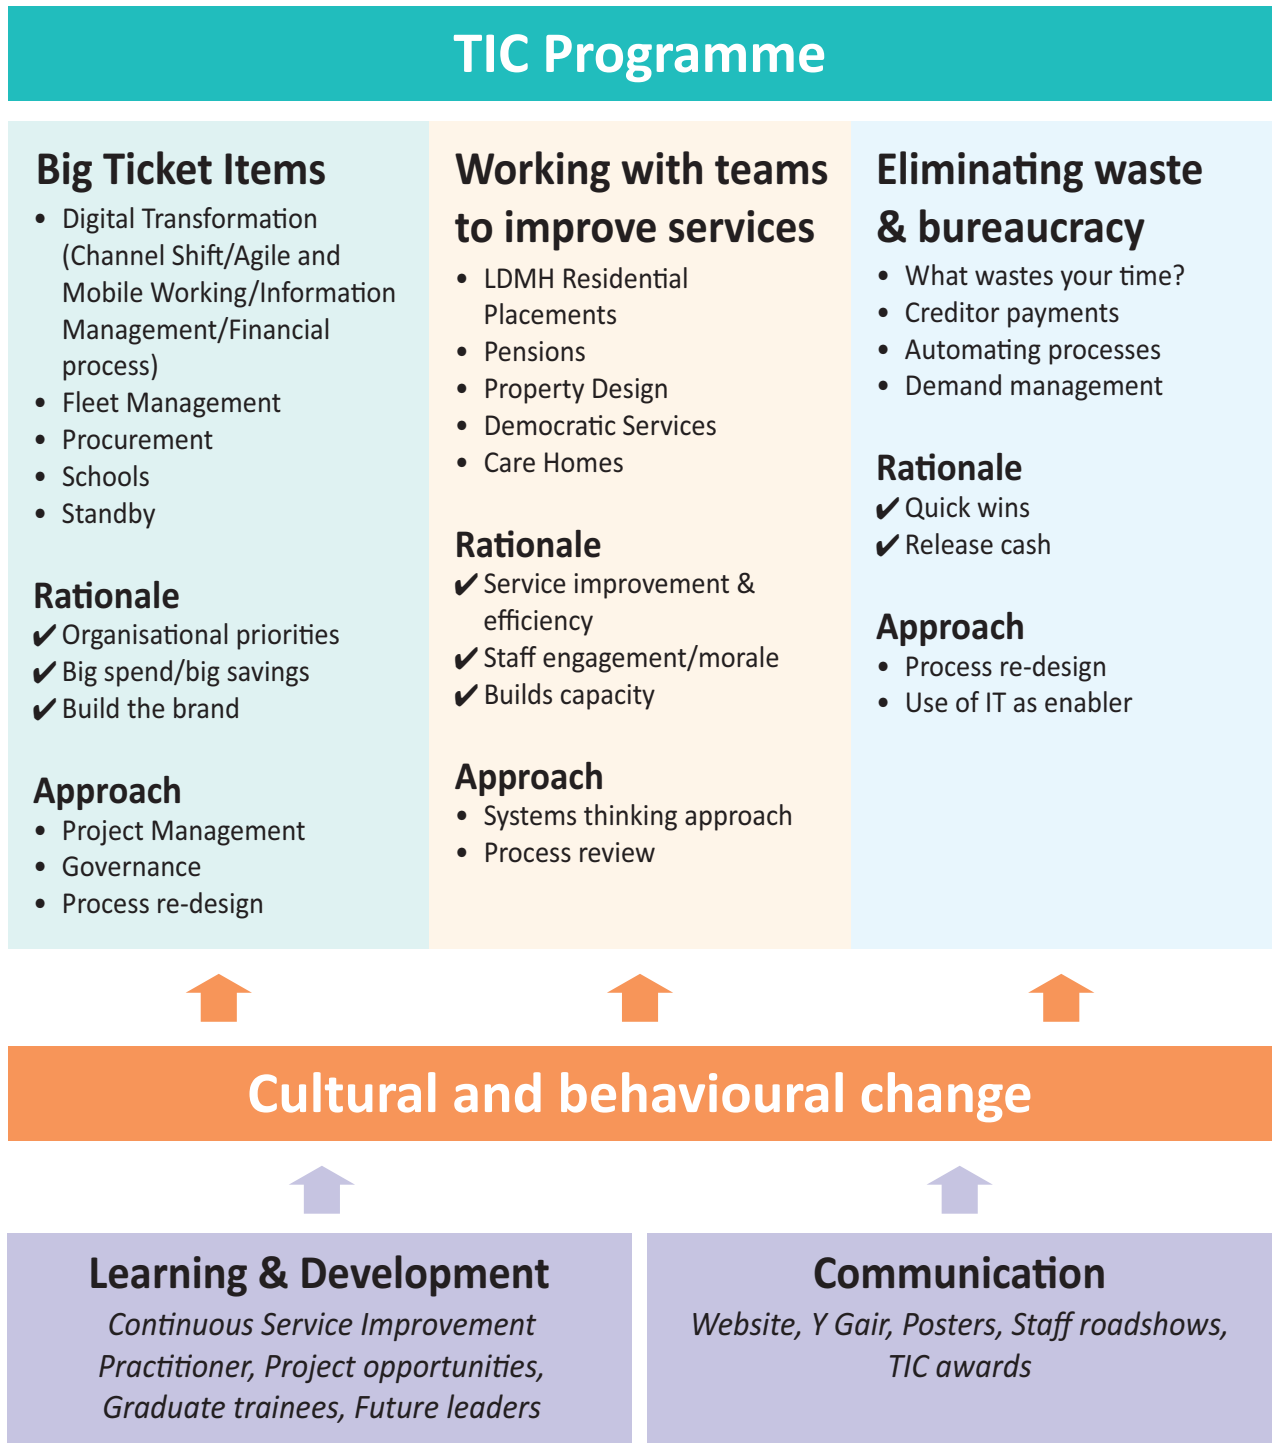 TIC Programme
Big Ticket Items
• Digital Transformation
(Channel Shift/Agile and
Mobile Working/Information
Management/Financial
process)
• Fleet Management
• Procurement
• Schools
• Standby
Rationale
✔ Organisational priorities
✔ Big spend/big savings
✔ Build the brand
Approach
• Project Management
• Governance
• Process re-design
Working with teams
to improve services
• LDMH Residential
Placements
• Pensions
• Property Design
• Democratic Services
• Care Homes
Rationale
✔ Service improvement &
efficiency
✔ Staff engagement/morale
✔ Builds capacity
Approach
• Systems thinking approach
• Process review
Eliminating waste
& bureaucracy
• What wastes your time?
• Creditor payments
• Automating processes
• Demand management
Rationale
✔ Quick wins
✔ Release cash
Approach
• Process re-design
• Use of IT as enabler
Cultural and behavioural change
Learning & Development
Continuous Service Improvement
Practitioner, Project opportunities,
Graduate trainees, Future leaders
Communication
Website, Y Gair, Posters, Staff roadshows,
TIC awards